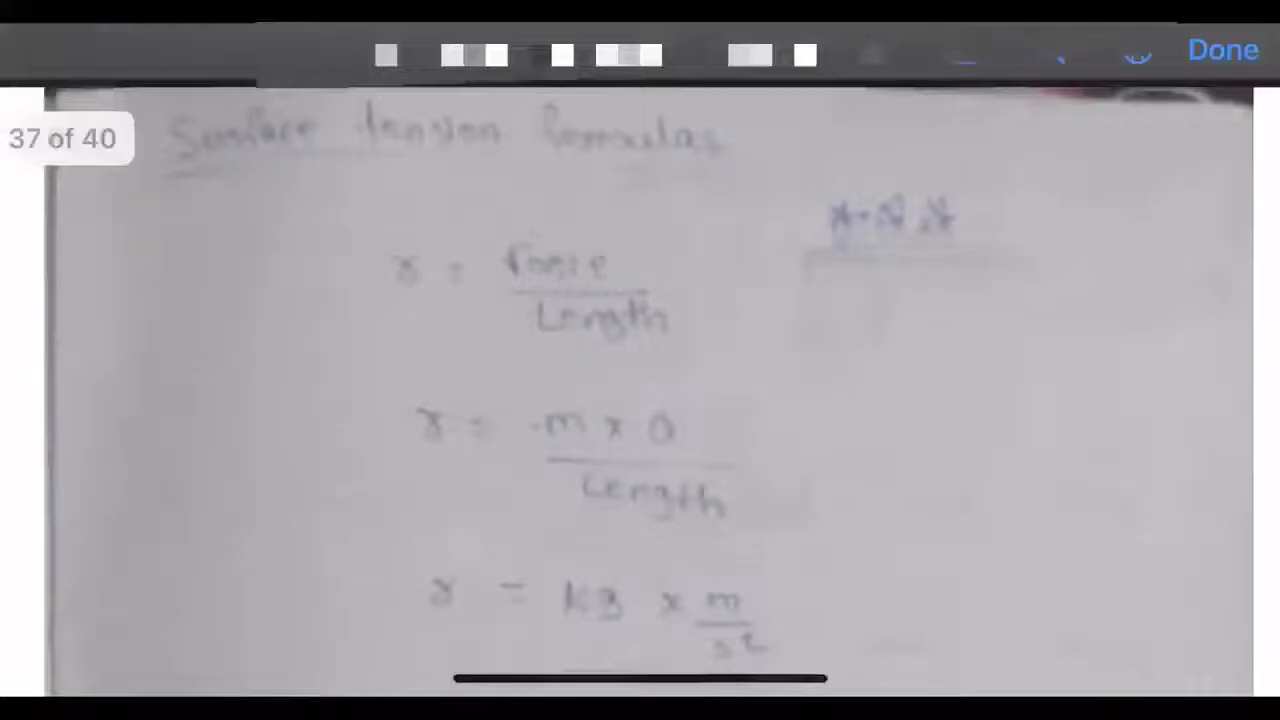 Done
37 of 40
Surface tension formulas
γ = Force
Length
γ = m × a
Length
γ = kg × m
s²